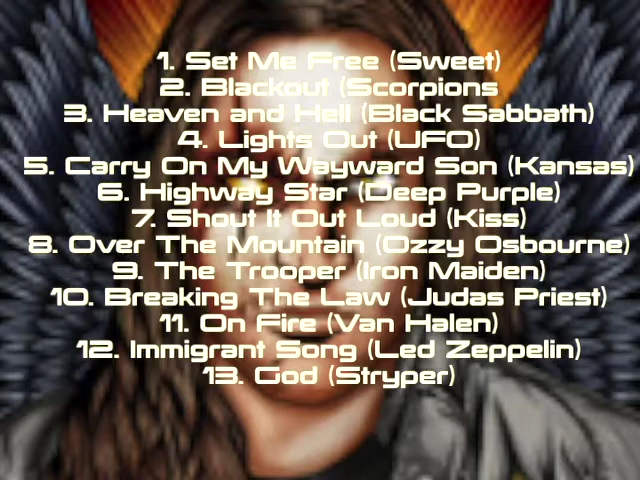 1. Set Me Free (Sweet)
2. Blackout (Scorpions
3. Heaven and Hell (Black Sabbath)
4. Lights Out (UFO)
5. Carry On My Wayward Son (Kansas)
6. Highway Star (Deep Purple)
7. Shout It Out Loud (Kiss)
8. Over The Mountain (Ozzy Osbourne)
9. The Trooper (Iron Maiden)
10. Breaking The Law (Judas Priest)
11. On Fire (Van Halen)
12. Immigrant Song (Led Zeppelin)
13. God (Stryper)